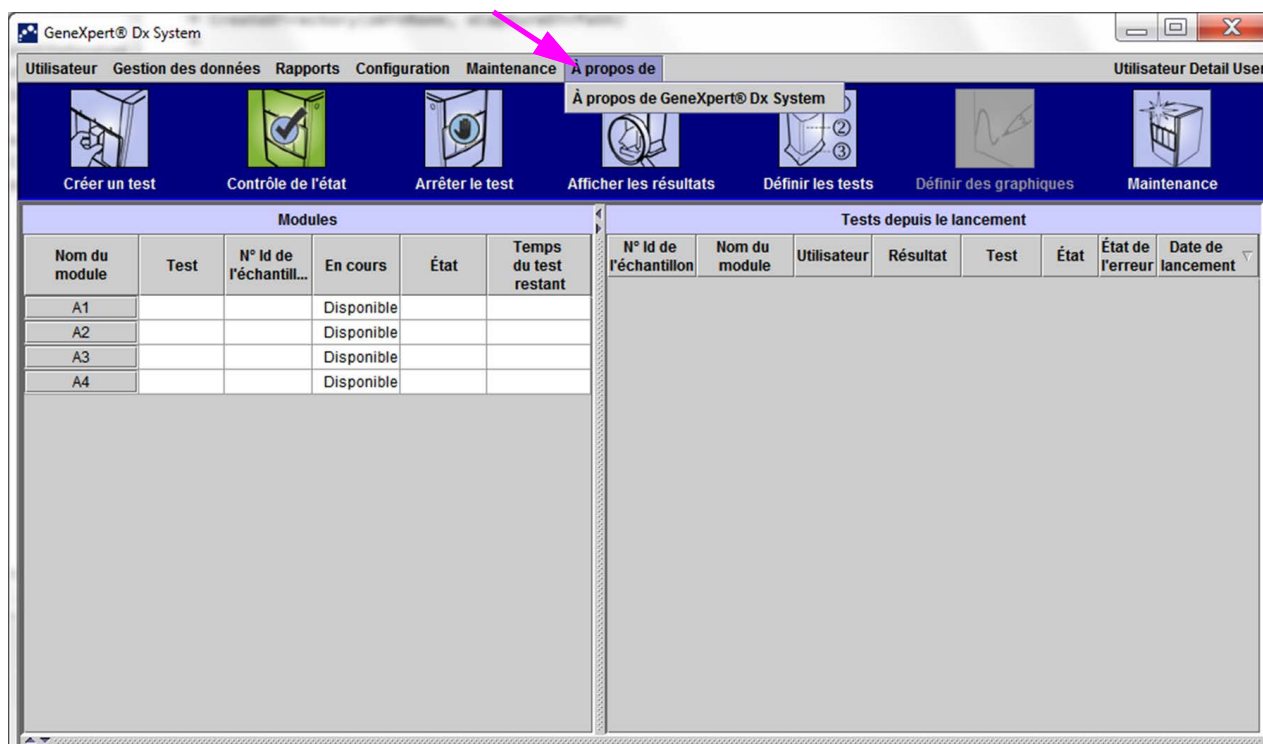 GeneXpert® Dx System
Utilisateur Gestion des données Rapports Configuration Maintenance À propos de Utilisateur Detail User
À propos de GeneXpert® Dx System
Créer un test Contrôle de l'état Arrêter le test Afficher les résultats Définir les tests Définir des graphiques Maintenance
Modules
Tests depuis le lancement
Nom du module Test N° Id de l'échantill... En cours État Temps du test restant
N° Id de l'échantillon Nom du module Utilisateur Résultat Test État État de l'erreur Date de lancement
A1 Disponible
A2 Disponible
A3 Disponible
A4 Disponible